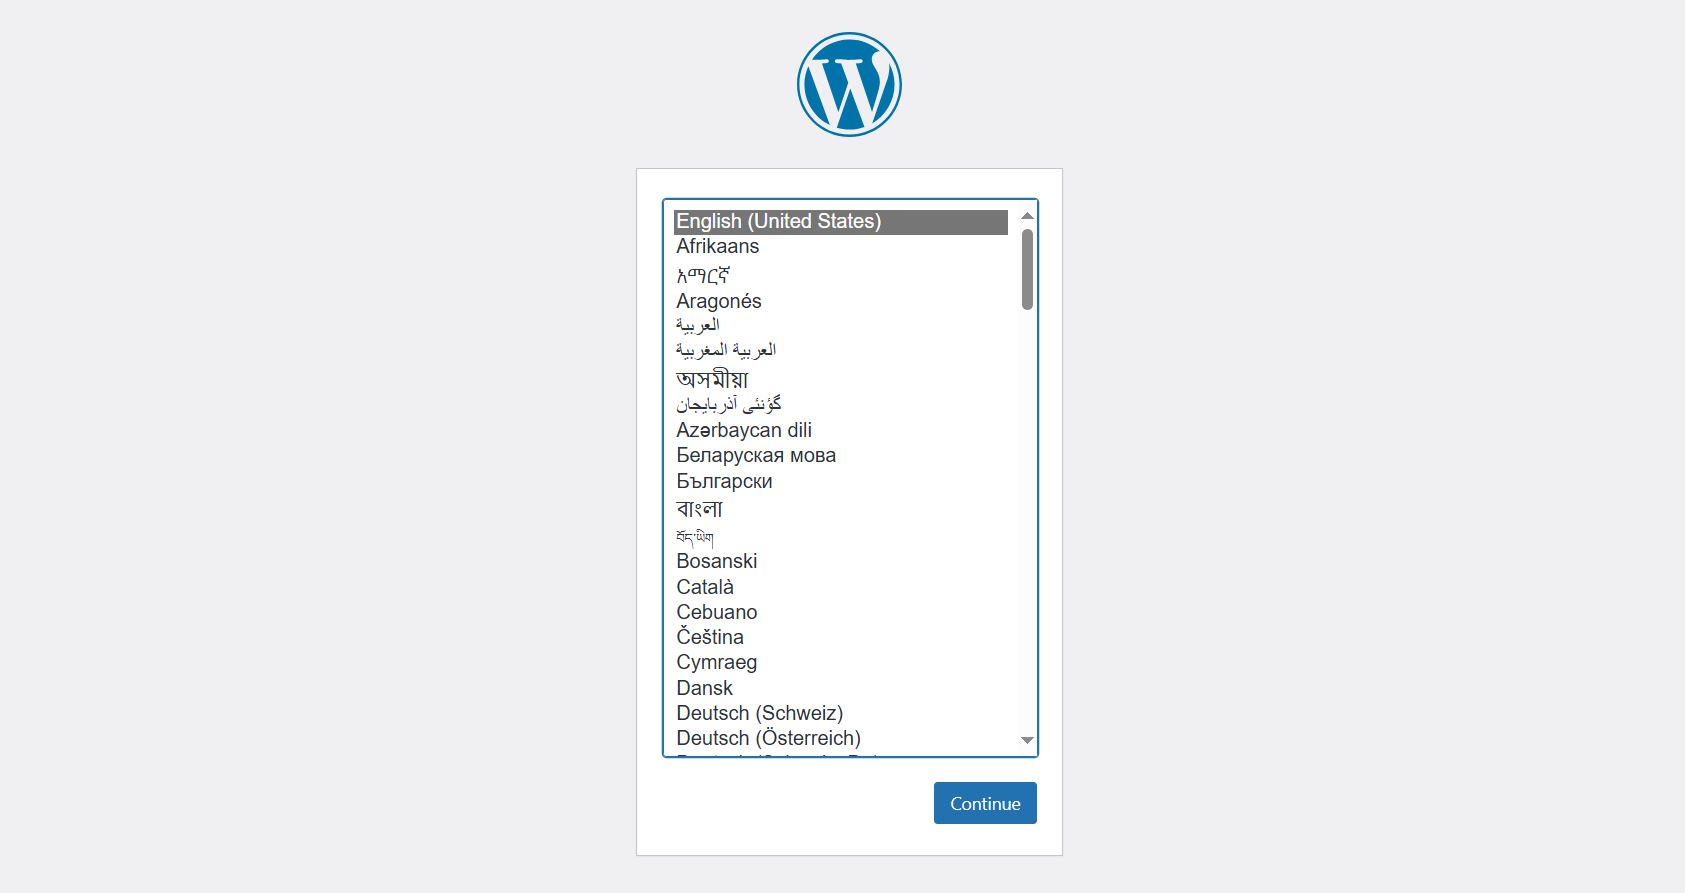 English (United States)
Afrikaans
አማርኛ
Aragonés
العربية
العربية المغربية
অসমীয়া
گؤنئی آذربایجان
Azərbaycan dili
Беларуская мова
Български
বাংলা
བོད་ཡིག
Bosanski
Català
Cebuano
Čeština
Cymraeg
Dansk
Deutsch (Schweiz)
Deutsch (Österreich)
Continue